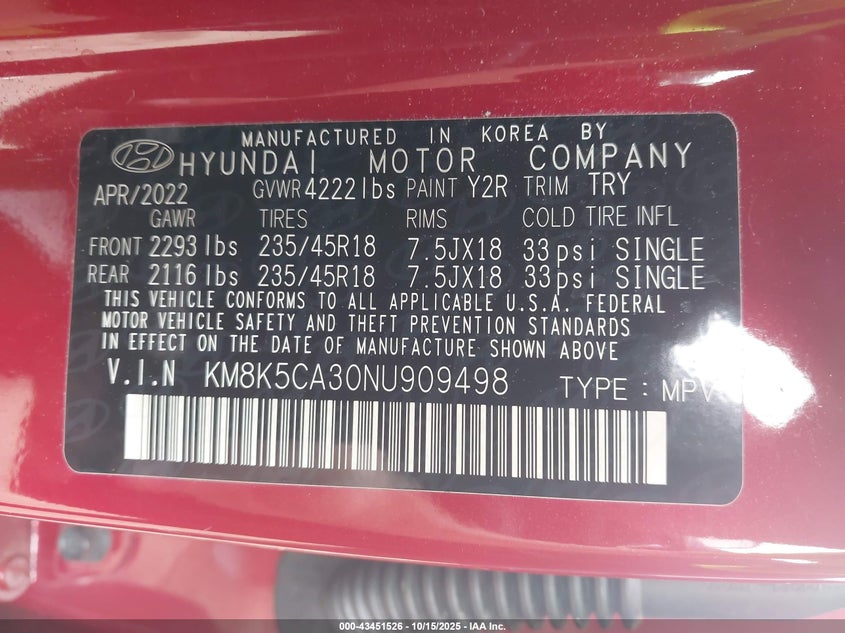 MANUFACTURED IN KOREA BY
HYUNDAI MOTOR COMPANY
APR/2022 GVWR 4222 lbs PAINT Y2R TRIM TRY
GAWR TIRES RIMS COLD TIRE INFL
FRONT 2293 lbs 235/45R18 7.5JX18 33psi SINGLE
REAR 2116 lbs 235/45R18 7.5JX18 33psi SINGLE
THIS VEHICLE CONFORMS TO ALL APPLICABLE U.S.A. FEDERAL
MOTOR VEHICLE SAFETY AND THEFT PREVENTION STANDARDS
IN EFFECT ON THE DATE OF MANUFACTURE SHOWN ABOVE
V.I.N KM8K5CA30NU909498 TYPE: MPV
000-43451526 - 10/15/2025 - IAA Inc.